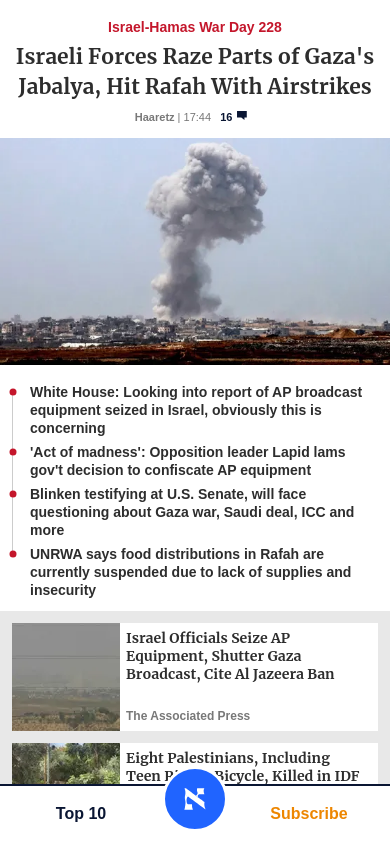 Israel-Hamas War Day 228
Israeli Forces Raze Parts of Gaza's
Jabalya, Hit Rafah With Airstrikes
Haaretz | 17:44 16
White House: Looking into report of AP broadcast
equipment seized in Israel, obviously this is
concerning
'Act of madness': Opposition leader Lapid lams
gov't decision to confiscate AP equipment
Blinken testifying at U.S. Senate, will face
questioning about Gaza war, Saudi deal, ICC and
more
UNRWA says food distributions in Rafah are
currently suspended due to lack of supplies and
insecurity
Israel Officials Seize AP
Equipment, Shutter Gaza
Broadcast, Cite Al Jazeera Ban
The Associated Press
Eight Palestinians, Including
Teen Bicycle, Killed in IDF
Top 10
Subscribe